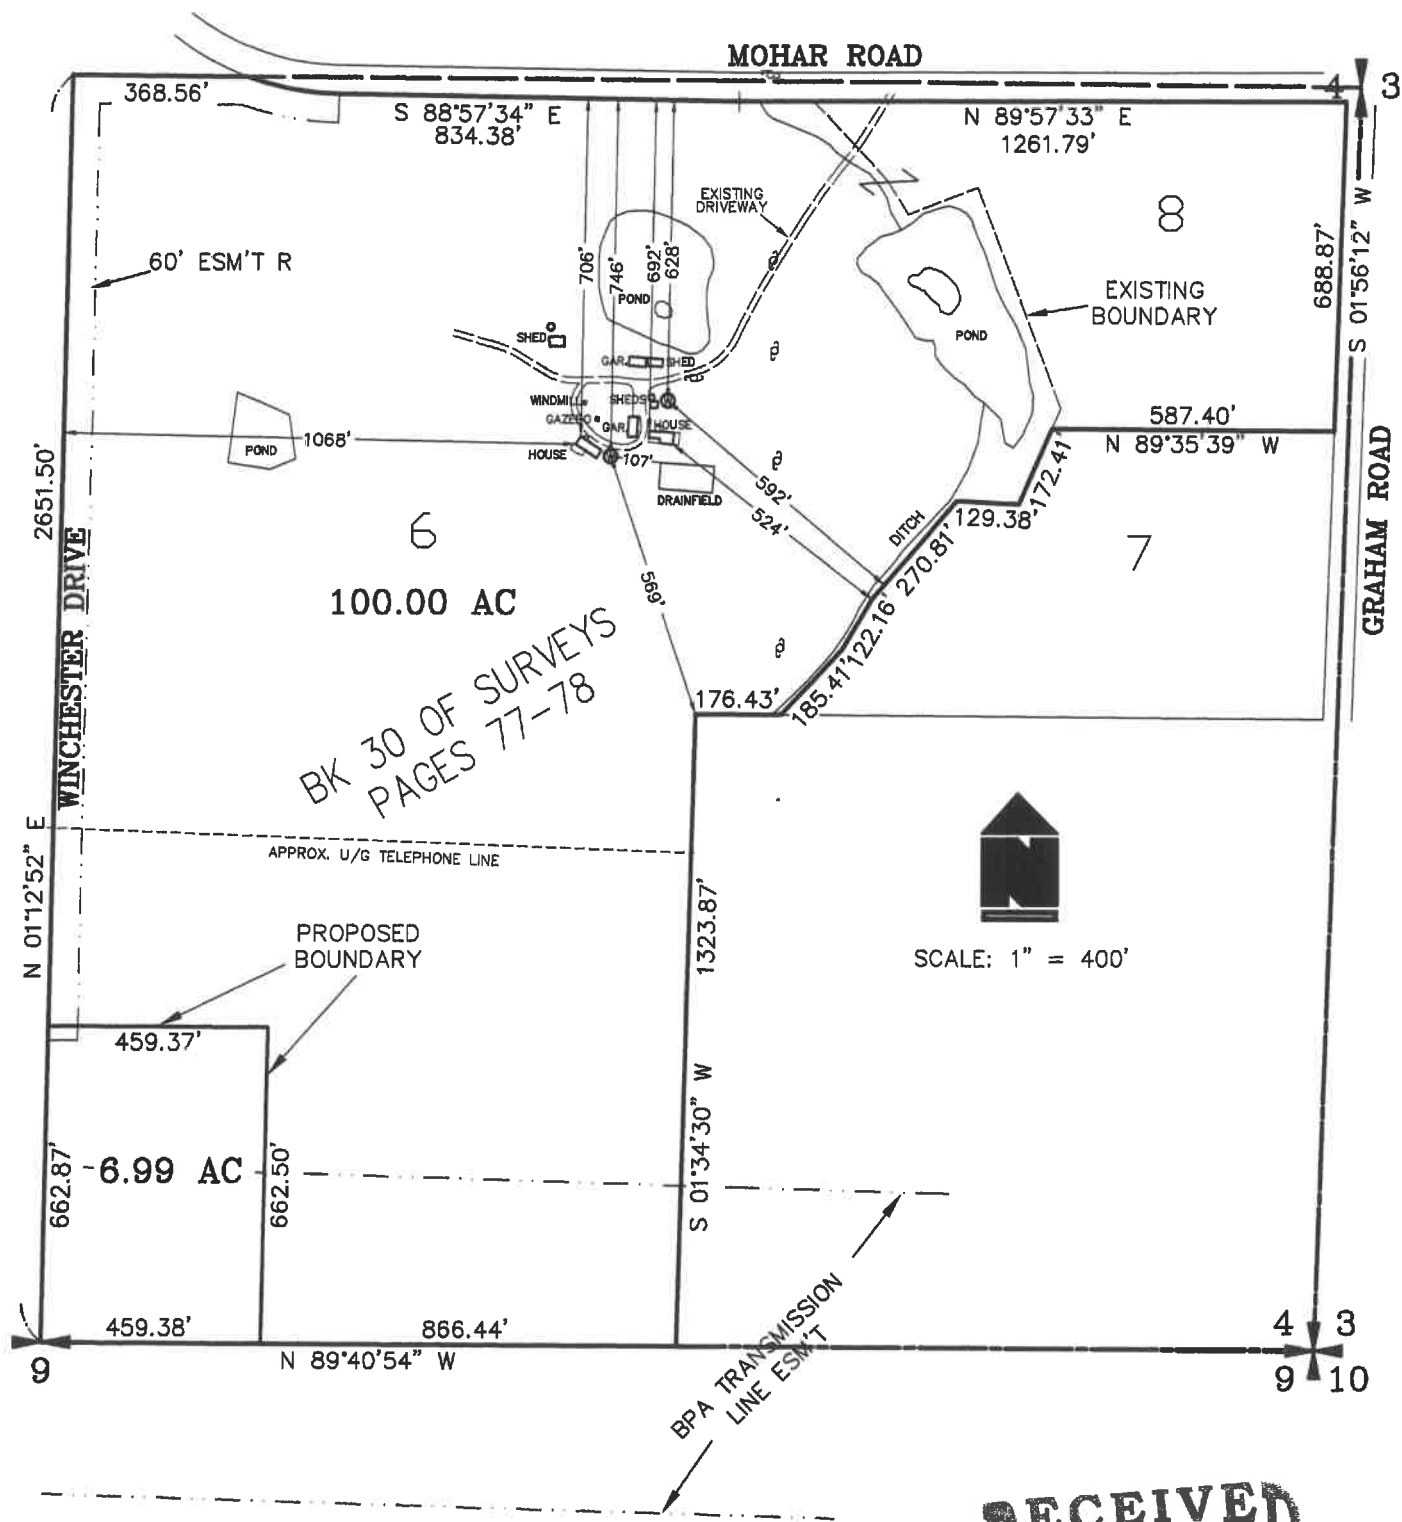 MOHAR ROAD
4 3
368.56'
S 88°57'34" E
834.38'
N 89°57'33" E
1261.79'
EXISTING
DRIVEWAY
8
60' ESM'T R
706'
746'
692'
628'
688.87'
S 01°56'12" W
POND
EXISTING
BOUNDARY
POND
SHED
GAR.
SHED
WINDMILL
SHEDS
W
GAZEBO
GAR.
HOUSE
587.40'
N 89°35'39" W
1068'
POND
HOUSE
107'
DRAINFIELD
592'
524'
172.41'
129.38'
DITCH
270.81'
GRAHAM ROAD
2651.50'
6
7
100.00 AC
569'
122.16'
185.41'
176.43'
WINCHESTER DRIVE
BK 30 OF SURVEYS
PAGES 77-78
N 01°12'52" E
APPROX. U/G TELEPHONE LINE
1323.87'
S 01°34'30" W
N
SCALE: 1" = 400'
PROPOSED
BOUNDARY
459.37'
662.87'
6.99 AC
662.50'
BPA TRANSMISSION
LINE ESM'T
459.38'
866.44'
N 89°40'54" W
4 3
9
9 10
RECEIVED